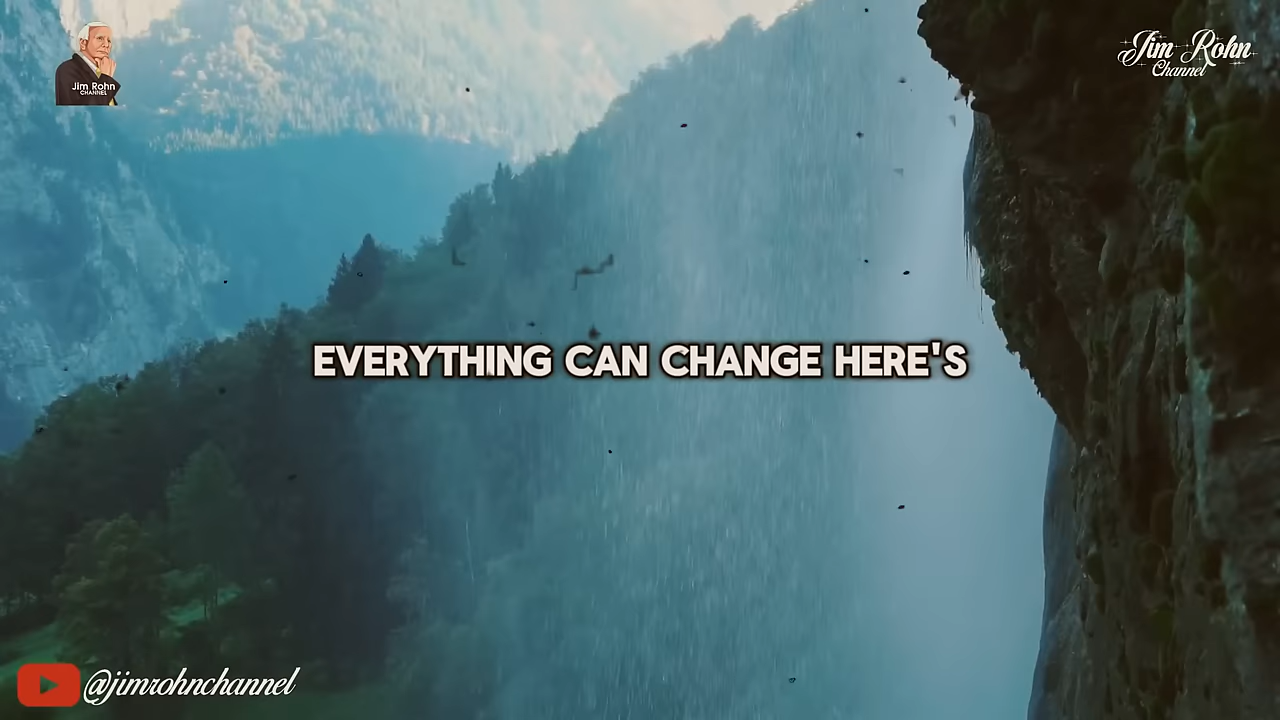 Jim Rohn
CHANNEL
Jim Rohn
Channel
EVERYTHING CAN CHANGE HERE'S
@jimrohnchannel